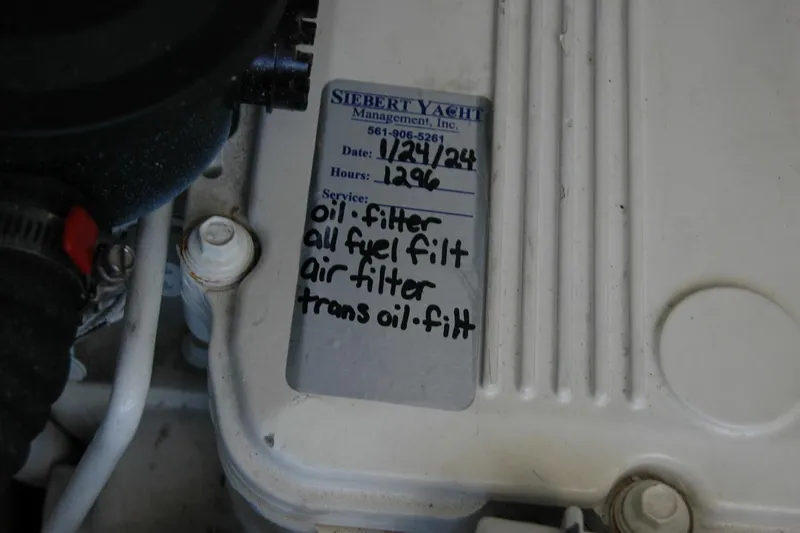 SIEBERT YACHT
Management, Inc.
561-906-5261
Date: 1/24/24
Hours: 1296
Service:
oil·filter
all fuel filt
air filter
trans oil·filt